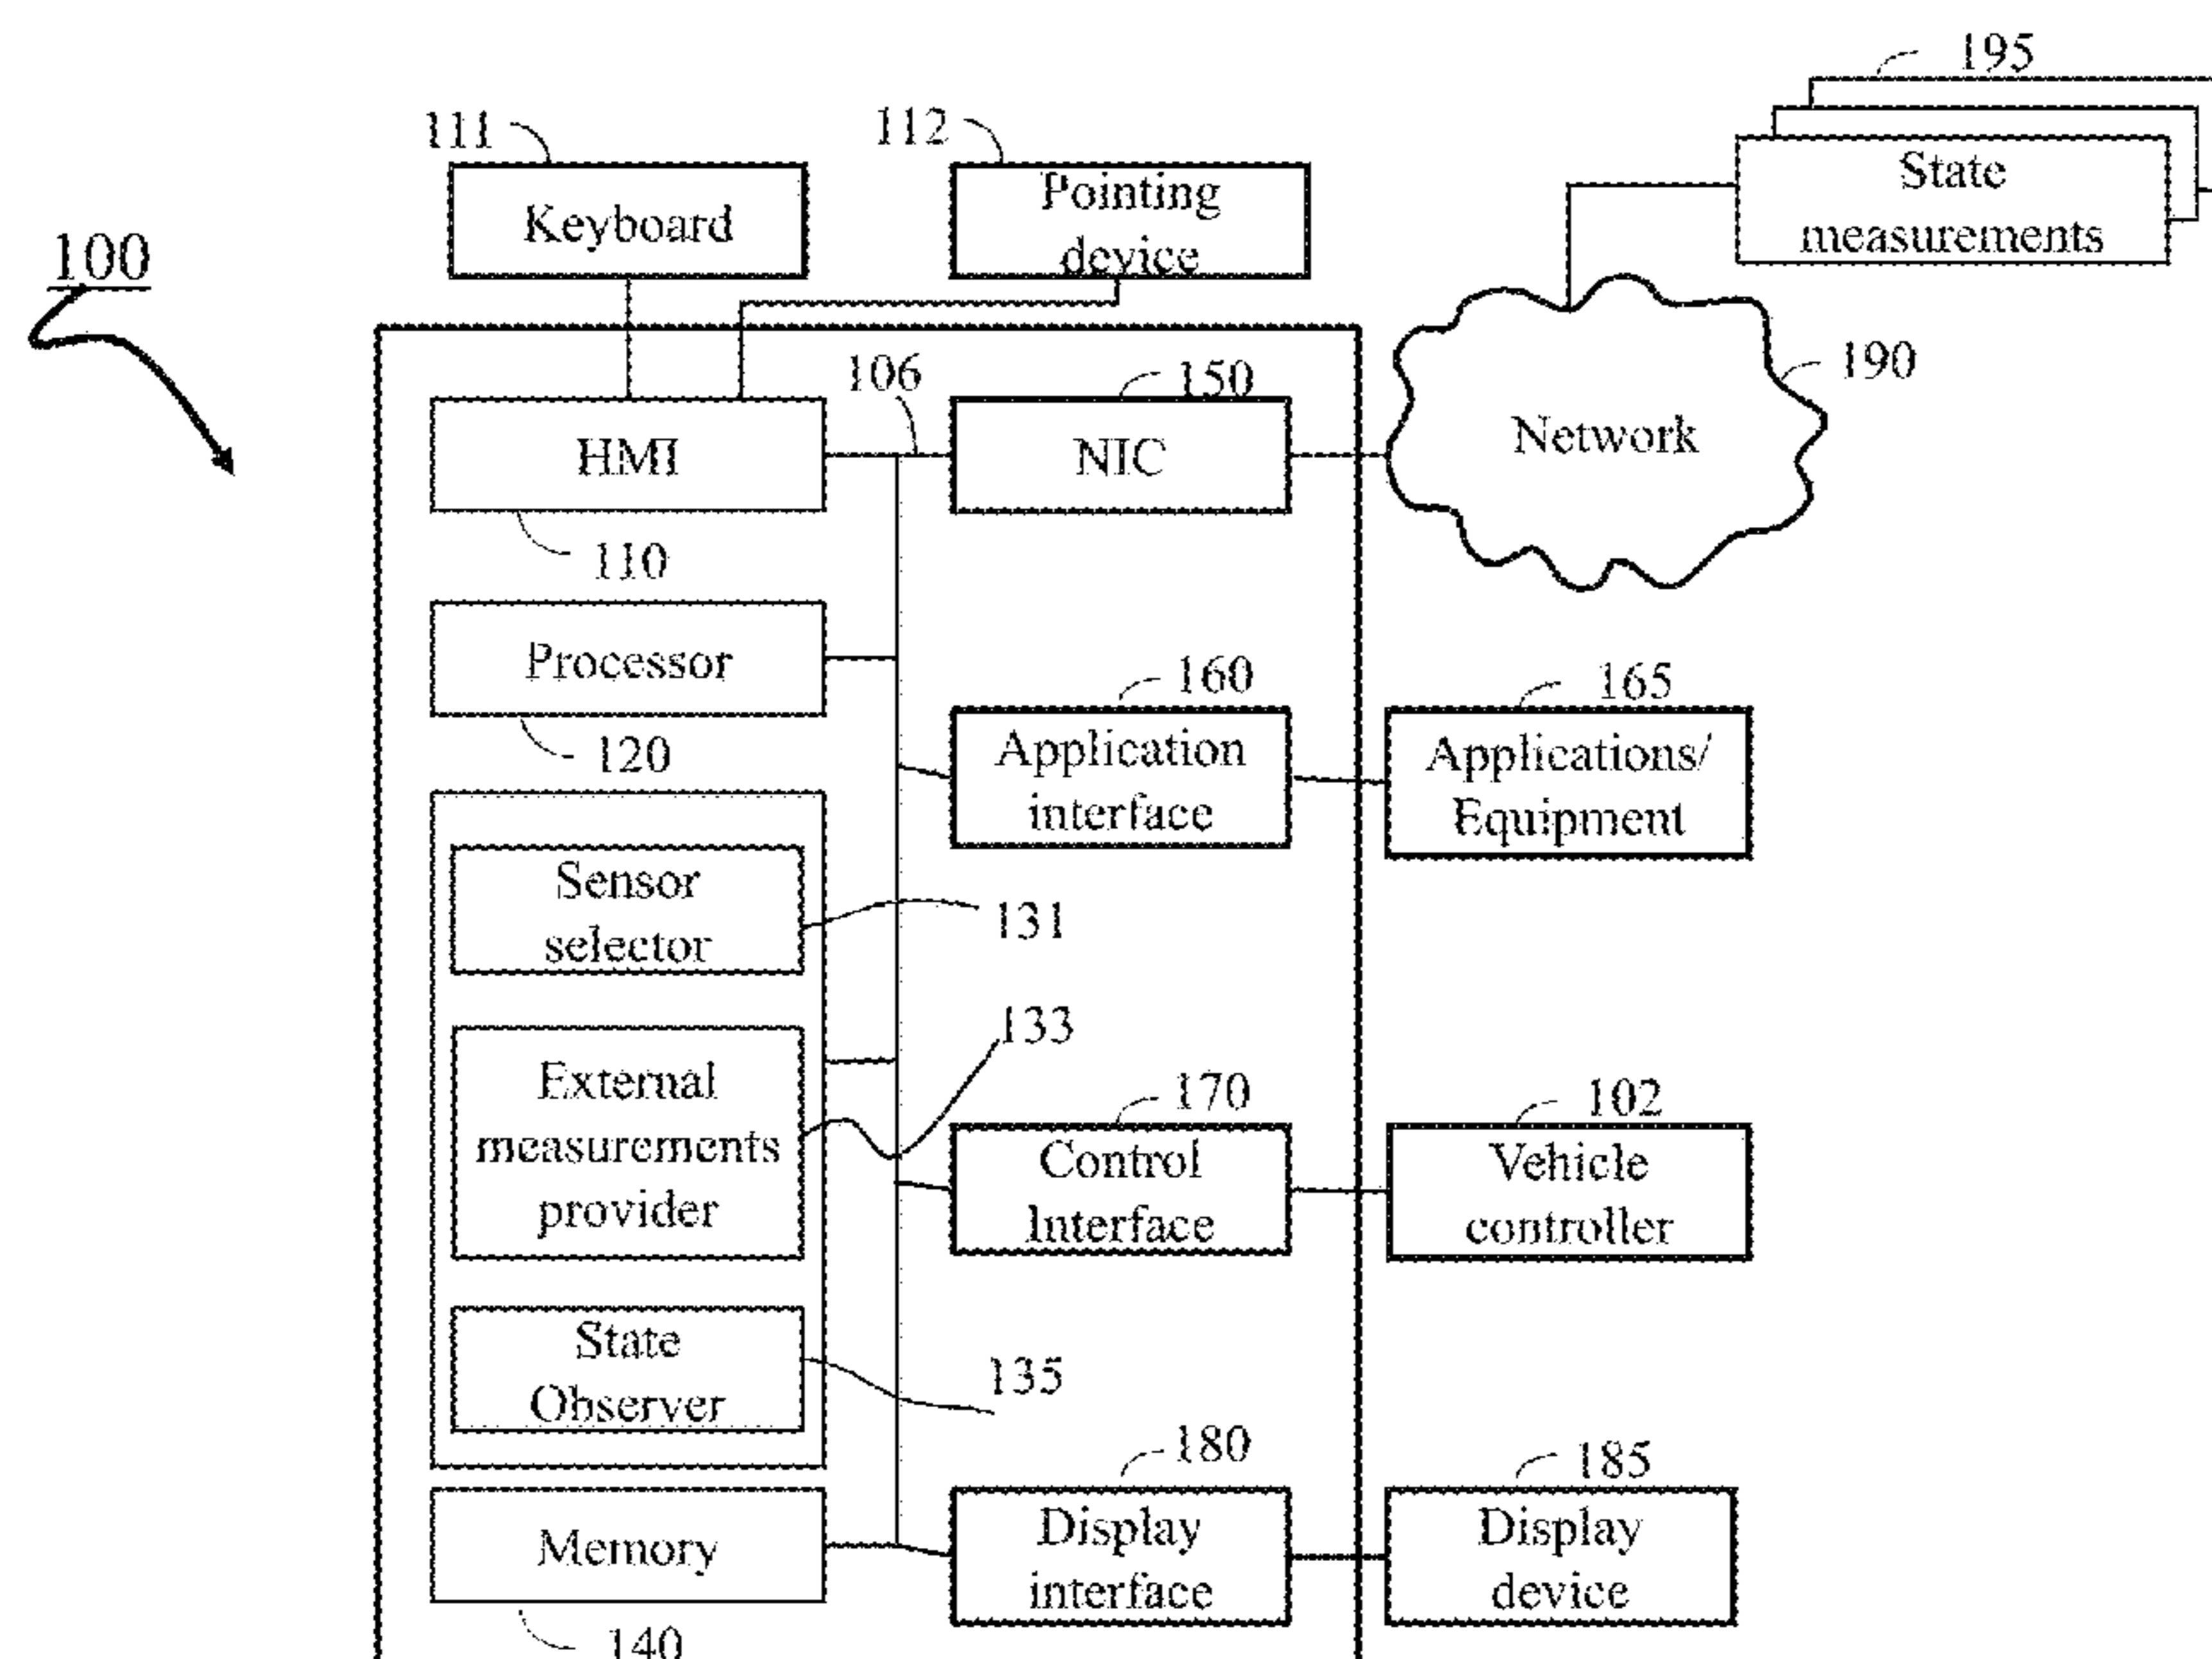 195
111
112
State
measurements
Keyboard
Pointing
device
100
190
106
150
HMI
NIC
Network
110
Processor
160
165
120
Application
interface
Applications/
Equipment
Sensor
selector
131
133
External
measurements
provider
170
102
Control
Interface
Vehicle
controller
State
Observer
135
180
185
Memory
Display
interface
Display
device
140